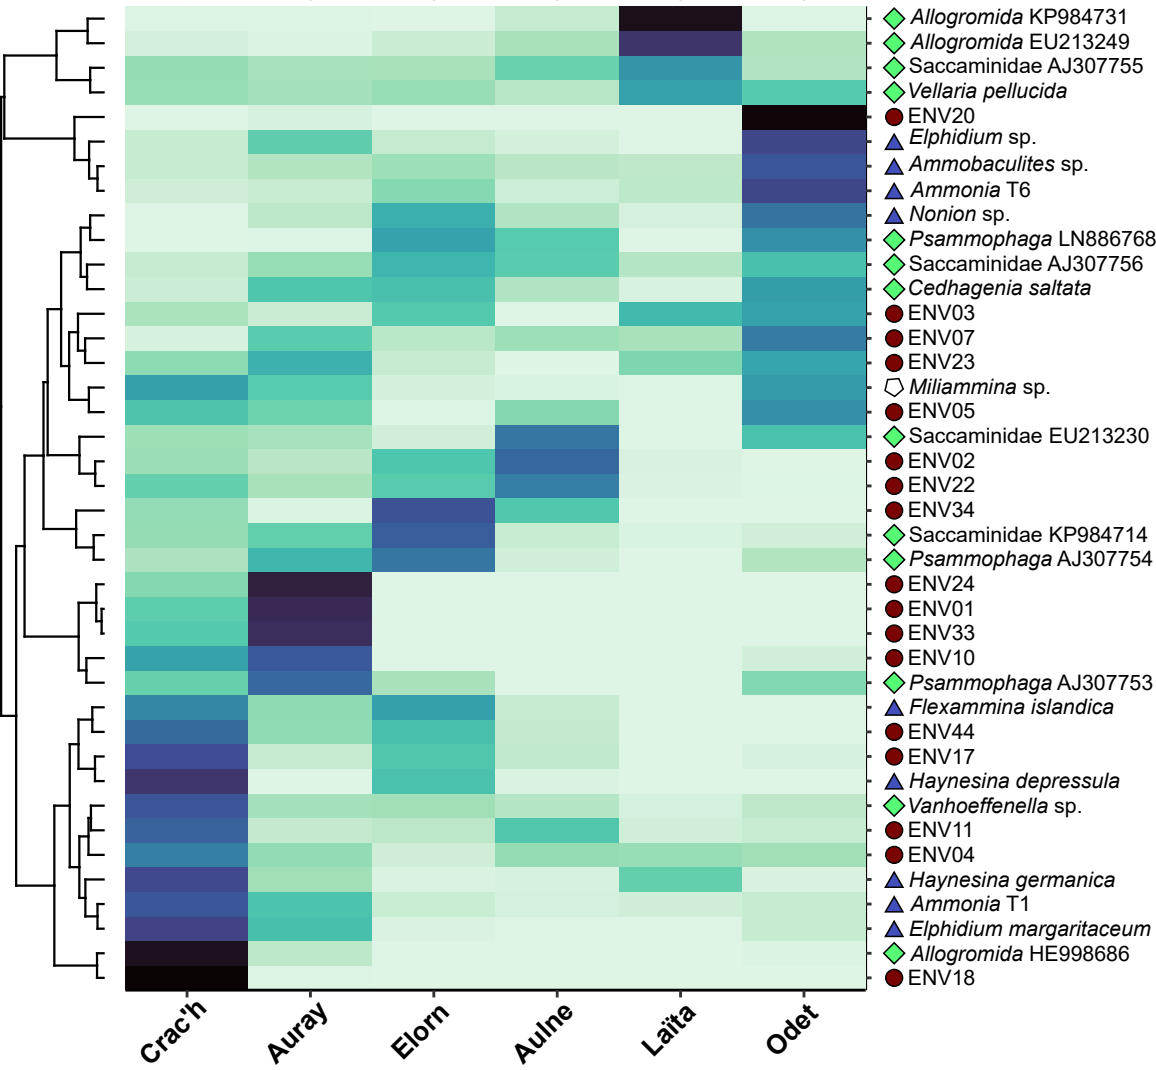 Allogromida KP984731
Allogromida EU213249
Saccaminidae AJ307755
Vellaria pellucida
ENV20
Elphidium sp.
Ammobaculites sp.
Ammonia T6
Nonion sp.
Psammophaga LN886768
Saccaminidae AJ307756
Cedhagenia saltata
ENV03
ENV07
ENV23
Miliammina sp.
ENV05
Saccaminidae EU213230
ENV02
ENV22
ENV34
Saccaminidae KP984714
Psammophaga AJ307754
ENV24
ENV01
ENV33
ENV10
Psammophaga AJ307753
Flexammina islandica
ENV44
ENV17
Haynesina depressula
Vanhoeffenella sp.
ENV11
ENV04
Haynesina germanica
Ammonia T1
Elphidium margaritaceum
Allogromida HE998686
ENV18
Crac'h
Auray
Elorn
Aulne
Laïta
Odet